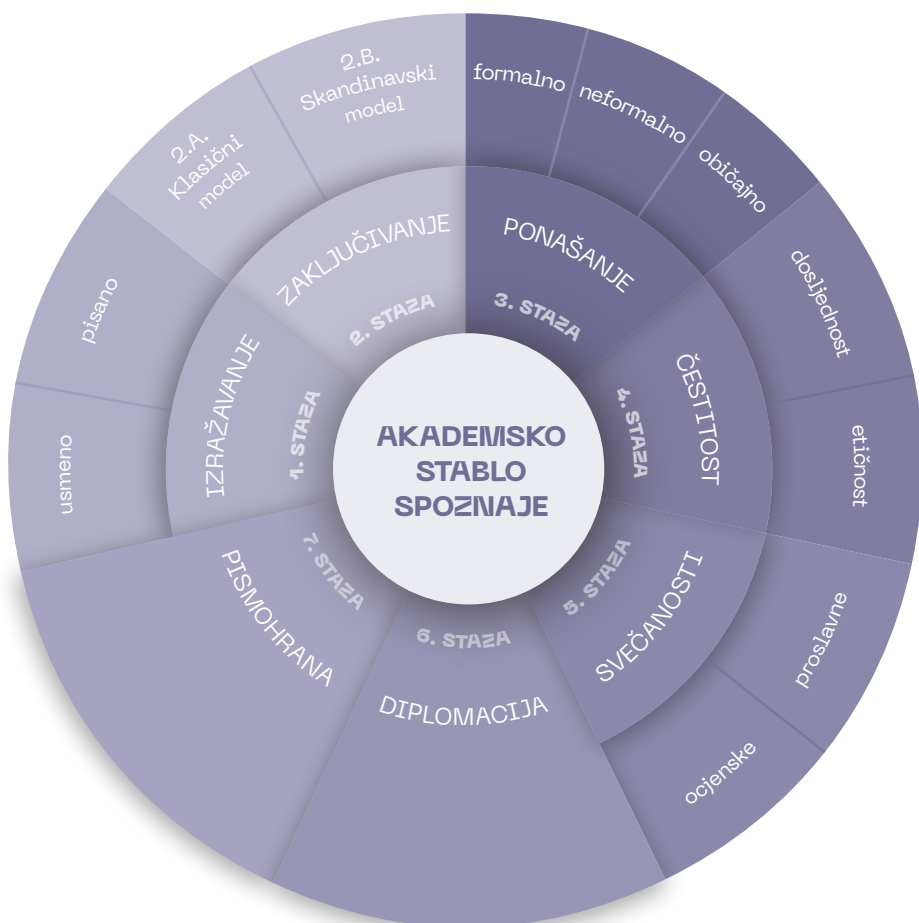 AKADEMSKO
STABLO
SPOZNAJE
1. STAZA
IZRAŽAVANJE
usmeno
pisano
2. STAZA
ZAKLJUČIVANJE
2.A.
Klasični
model
2.B.
Skandinavski
model
3. STAZA
PONAŠANJE
formalno
neformalno
običajno
4. STAZA
ČESTITOST
dosljednost
etičnost
5. STAZA
SVEČANOSTI
proslavne
ocjenske
6. STAZA
DIPLOMACIJA
7. STAZA
PISMOHRANA